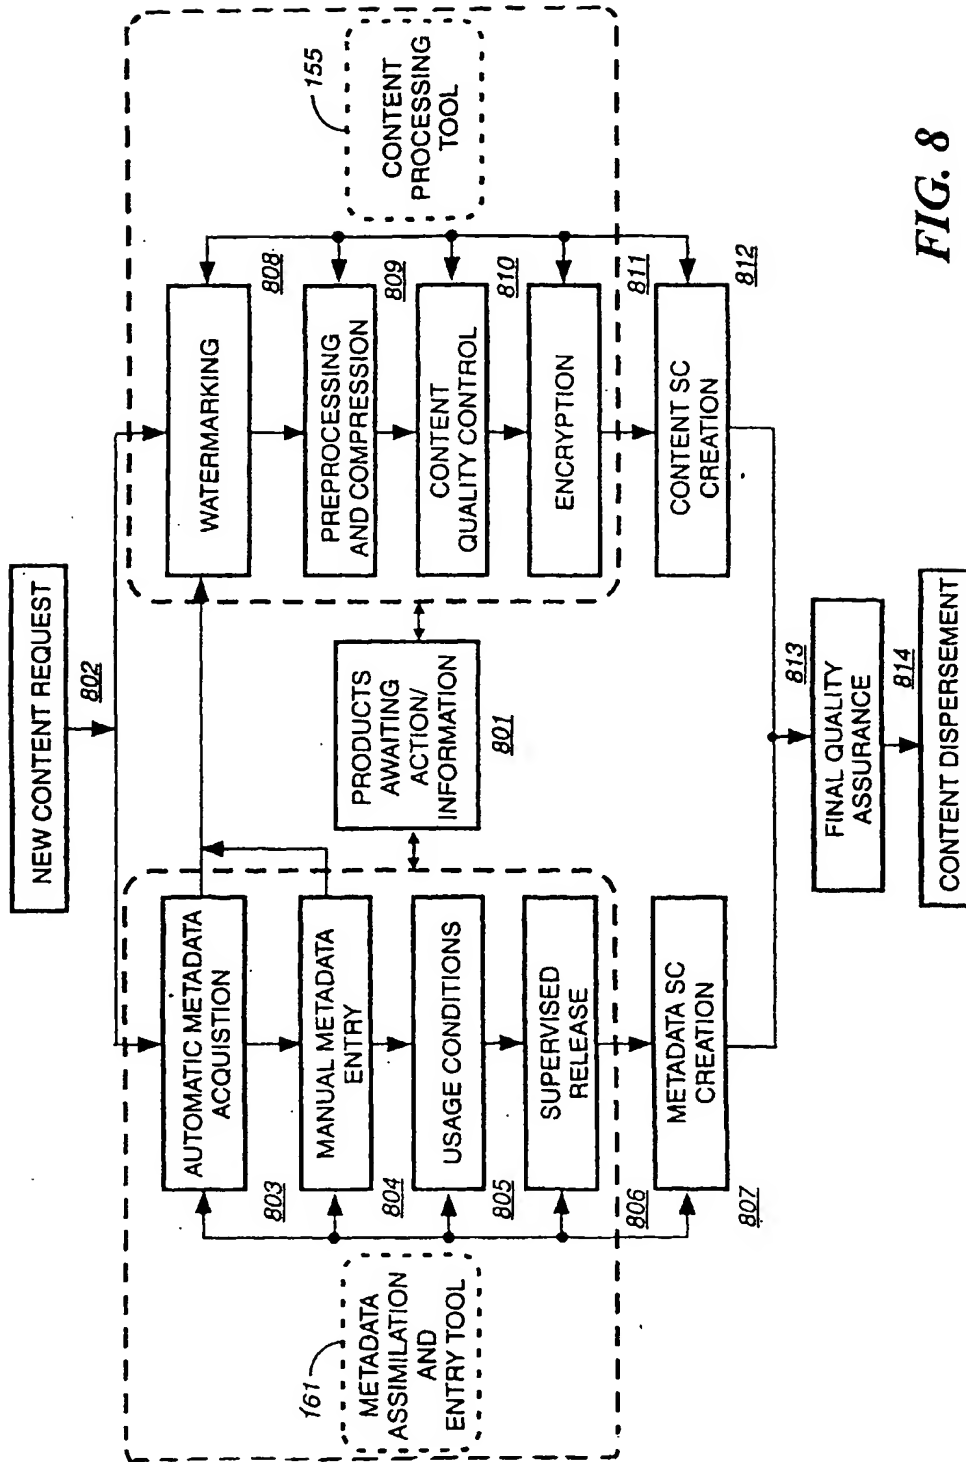 NEW CONTENT REQUEST
802
161
METADATA
ASSIMILATION
AND
ENTRY TOOL
AUTOMATIC METADATA
ACQUISTION
803
MANUAL METADATA
ENTRY
804
USAGE CONDITIONS
805
SUPERVISED
RELEASE
806
METADATA SC
CREATION
807
PRODUCTS
AWAITING
ACTION/
INFORMATION
801
155
CONTENT
PROCESSING
TOOL
WATERMARKING
808
PREPROCESSING
AND COMPRESSION
809
CONTENT
QUALITY CONTROL
810
ENCRYPTION
811
CONTENT SC
CREATION
812
813
FINAL QUALITY
ASSURANCE
814
CONTENT DISPERSEMENT
FIG. 8